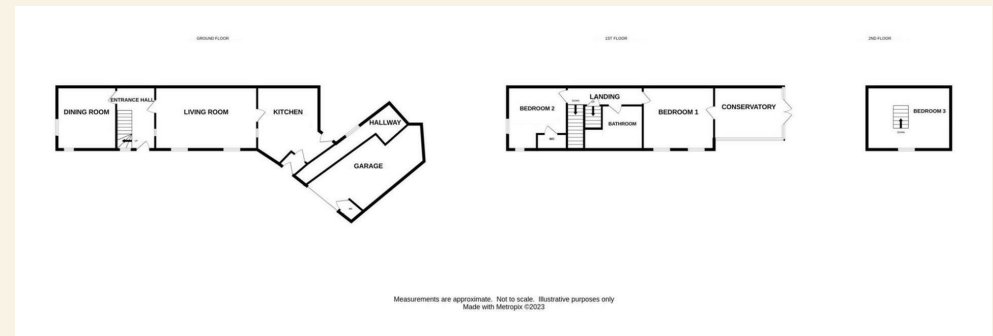 GROUND FLOOR
1ST FLOOR
2ND FLOOR
ENTRANCE HALL
DINING ROOM
LIVING ROOM
KITCHEN
HALLWAY
GARAGE
LANDING
BEDROOM 2
BEDROOM 1
CONSERVATORY
BATHROOM
BEDROOM 3
DOWN
Measurements are approximate. Not to scale. Illustrative purposes only
Made with Metropix ©2023